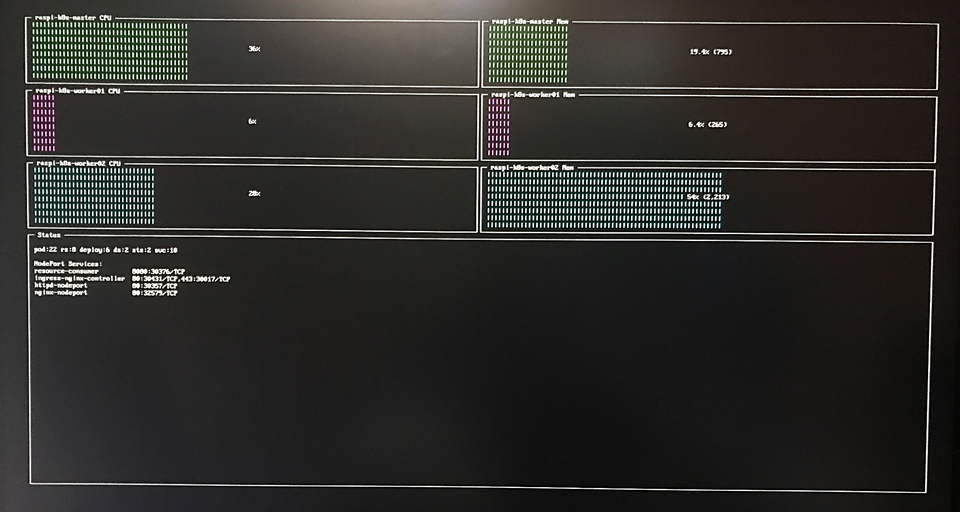 raspi-k8s-master CPU
36%
raspi-k8s-master Mem
19.4% (795)
raspi-k8s-worker01 CPU
6%
raspi-k8s-worker01 Mem
6.4% (265)
raspi-k8s-worker02 CPU
28%
raspi-k8s-worker02 Mem
54% (2,213)
Status
pod:22 rs:8 deploy:6 ds:2 sts:2 svc:10
NodePort Services:
resource-consumer 8080:30376/TCP
ingress-nginx-controller 80:30431/TCP,443:30017/TCP
httpd-nodeport 80:30357/TCP
nginx-nodeport 80:32579/TCP